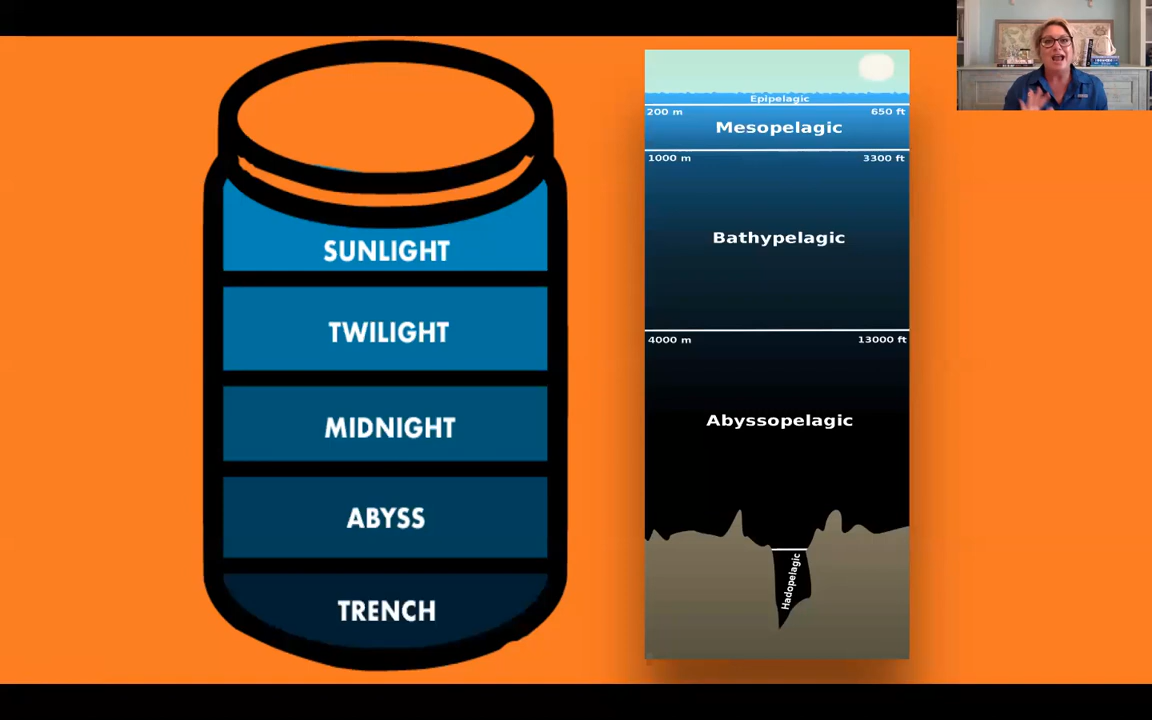 SUNLIGHT
TWILIGHT
MIDNIGHT
ABYSS
TRENCH
Epipelagic
200 m 650 ft
Mesopelagic
1000 m 3300 ft
Bathypelagic
4000 m 13000 ft
Abyssopelagic
Hadopelagic